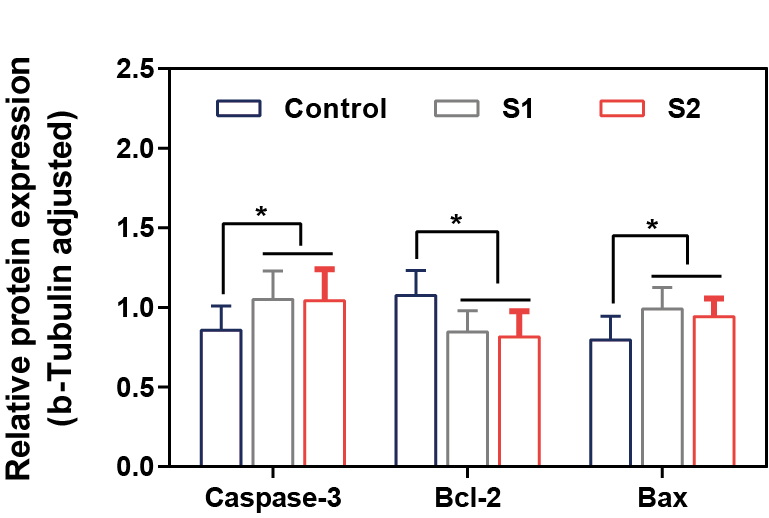 Relative protein expression
(b-Tubulin adjusted)
2.5
2.0
1.5
1.0
0.5
0.0
Control S1 S2
* * *
Caspase-3 Bcl-2 Bax